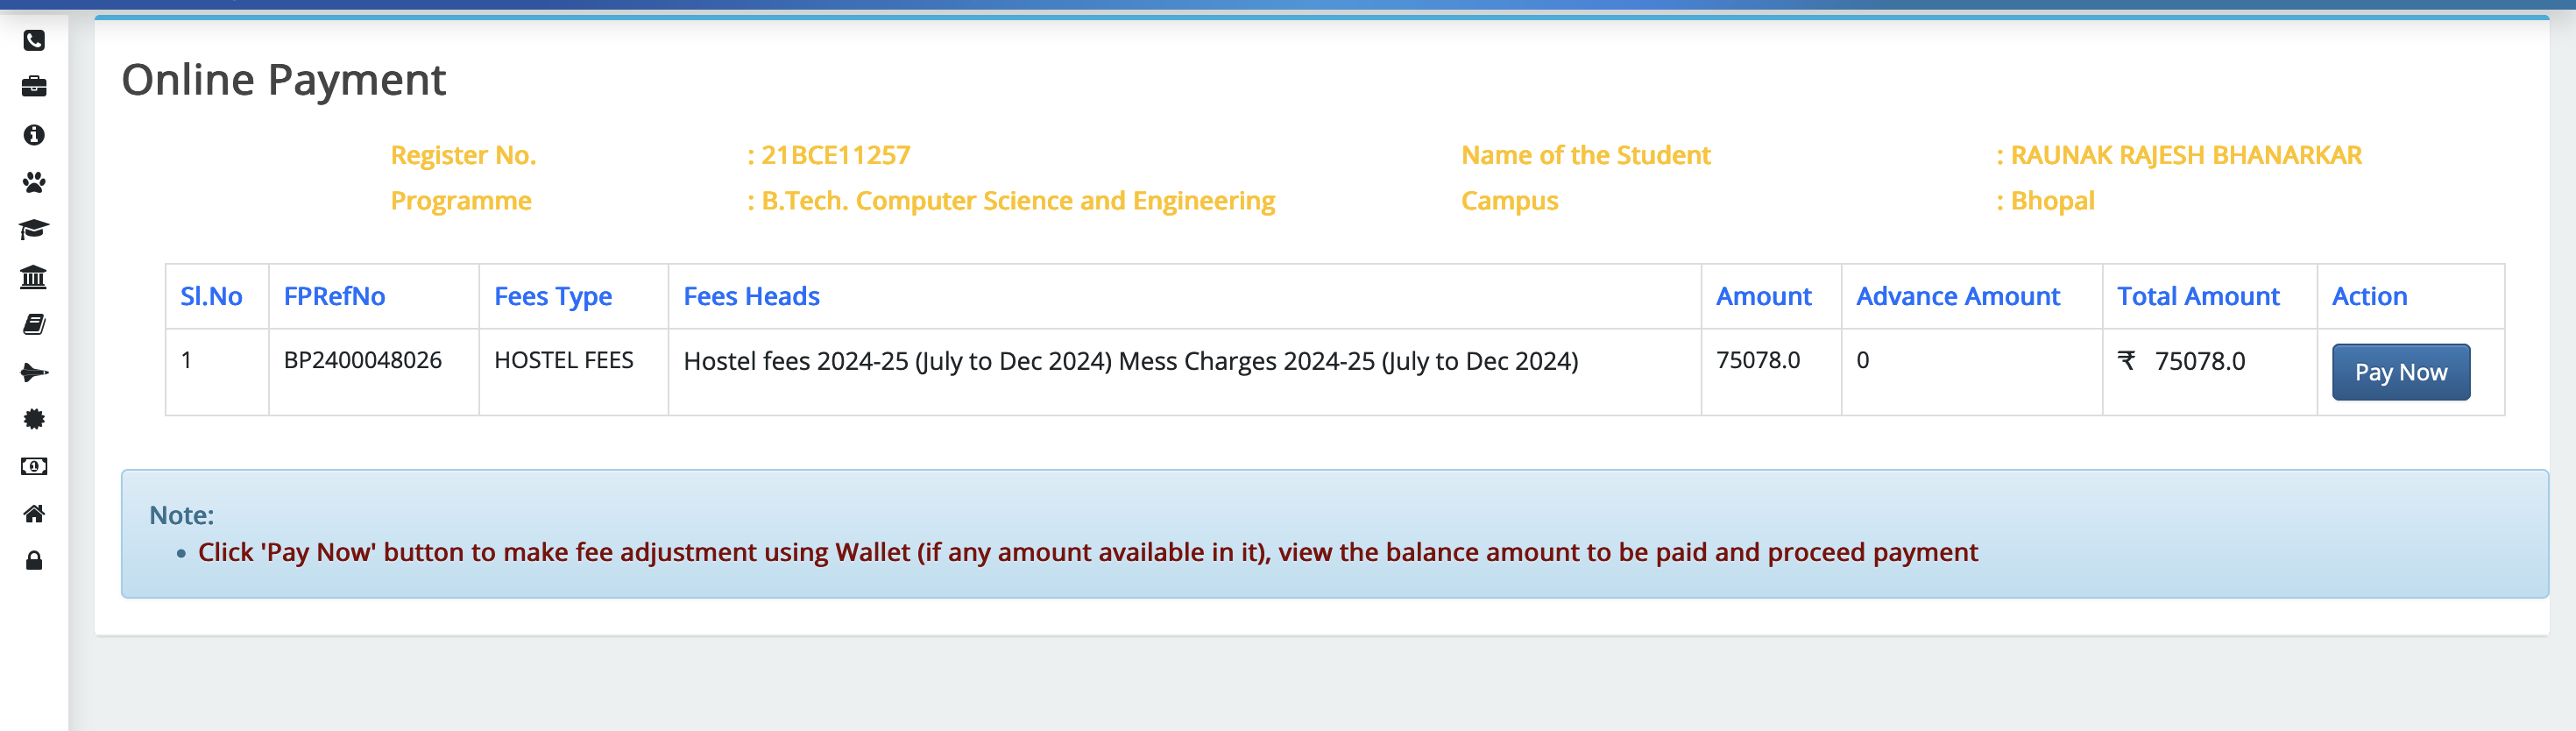 Online Payment
Register No. : 21BCE11257 Name of the Student : RAUNAK RAJESH BHANARKAR
Programme : B.Tech. Computer Science and Engineering Campus : Bhopal
Sl.No FPRefNo Fees Type Fees Heads Amount Advance Amount Total Amount Action
1 BP2400048026 HOSTEL FEES Hostel fees 2024-25 (July to Dec 2024) Mess Charges 2024-25 (July to Dec 2024) 75078.0 0 ₹ 75078.0 Pay Now
Note:
• Click 'Pay Now' button to make fee adjustment using Wallet (if any amount available in it), view the balance amount to be paid and proceed payment